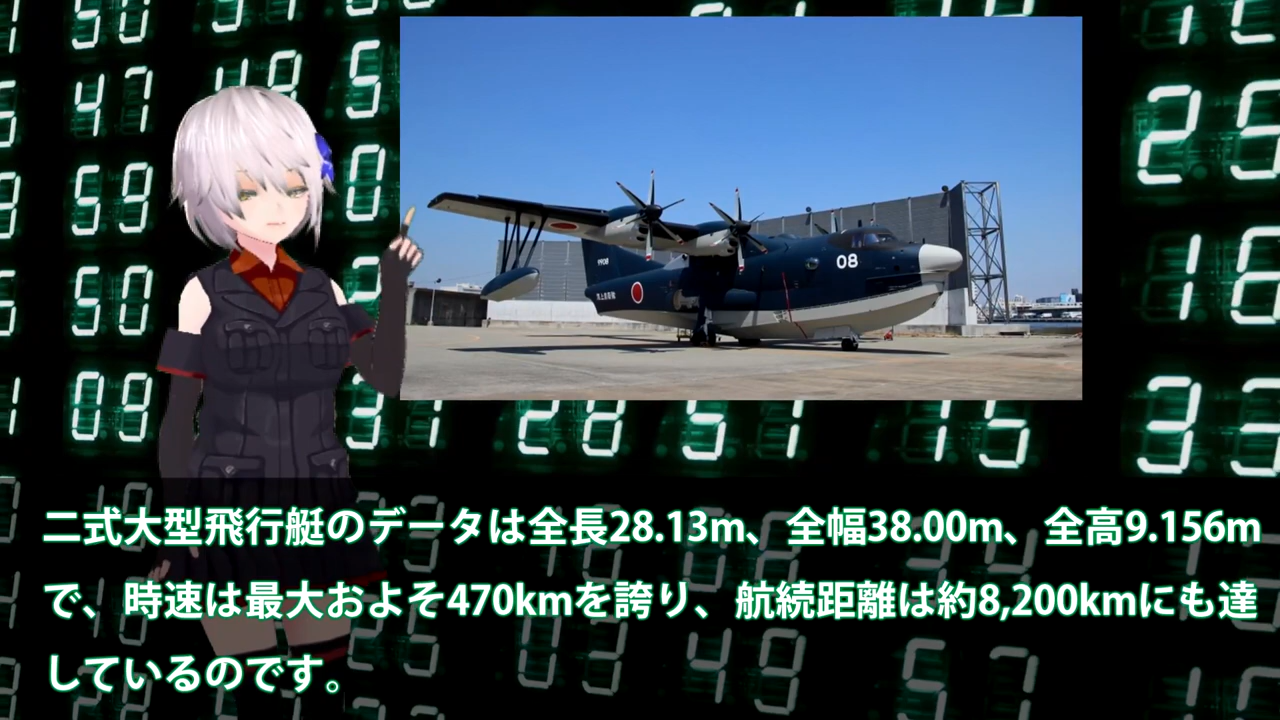 08
9908
二式大型飛行艇のデータは全長28.13m、全幅38.00m、全高9.156m
で、時速は最大およそ470kmを誇り、航続距離は約8,200kmにも達
しているのです。